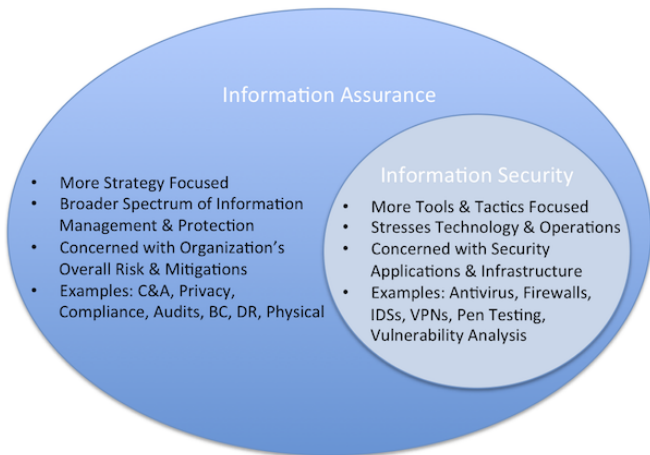 Information Assurance
• More Strategy Focused
• Broader Spectrum of Information
Management & Protection
• Concerned with Organization's
Overall Risk & Mitigations
• Examples: C&A, Privacy,
Compliance, Audits, BC, DR, Physical
Information Security
• More Tools & Tactics Focused
• Stresses Technology & Operations
• Concerned with Security
Applications & Infrastructure
• Examples: Antivirus, Firewalls,
IDSs, VPNs, Pen Testing,
Vulnerability Analysis